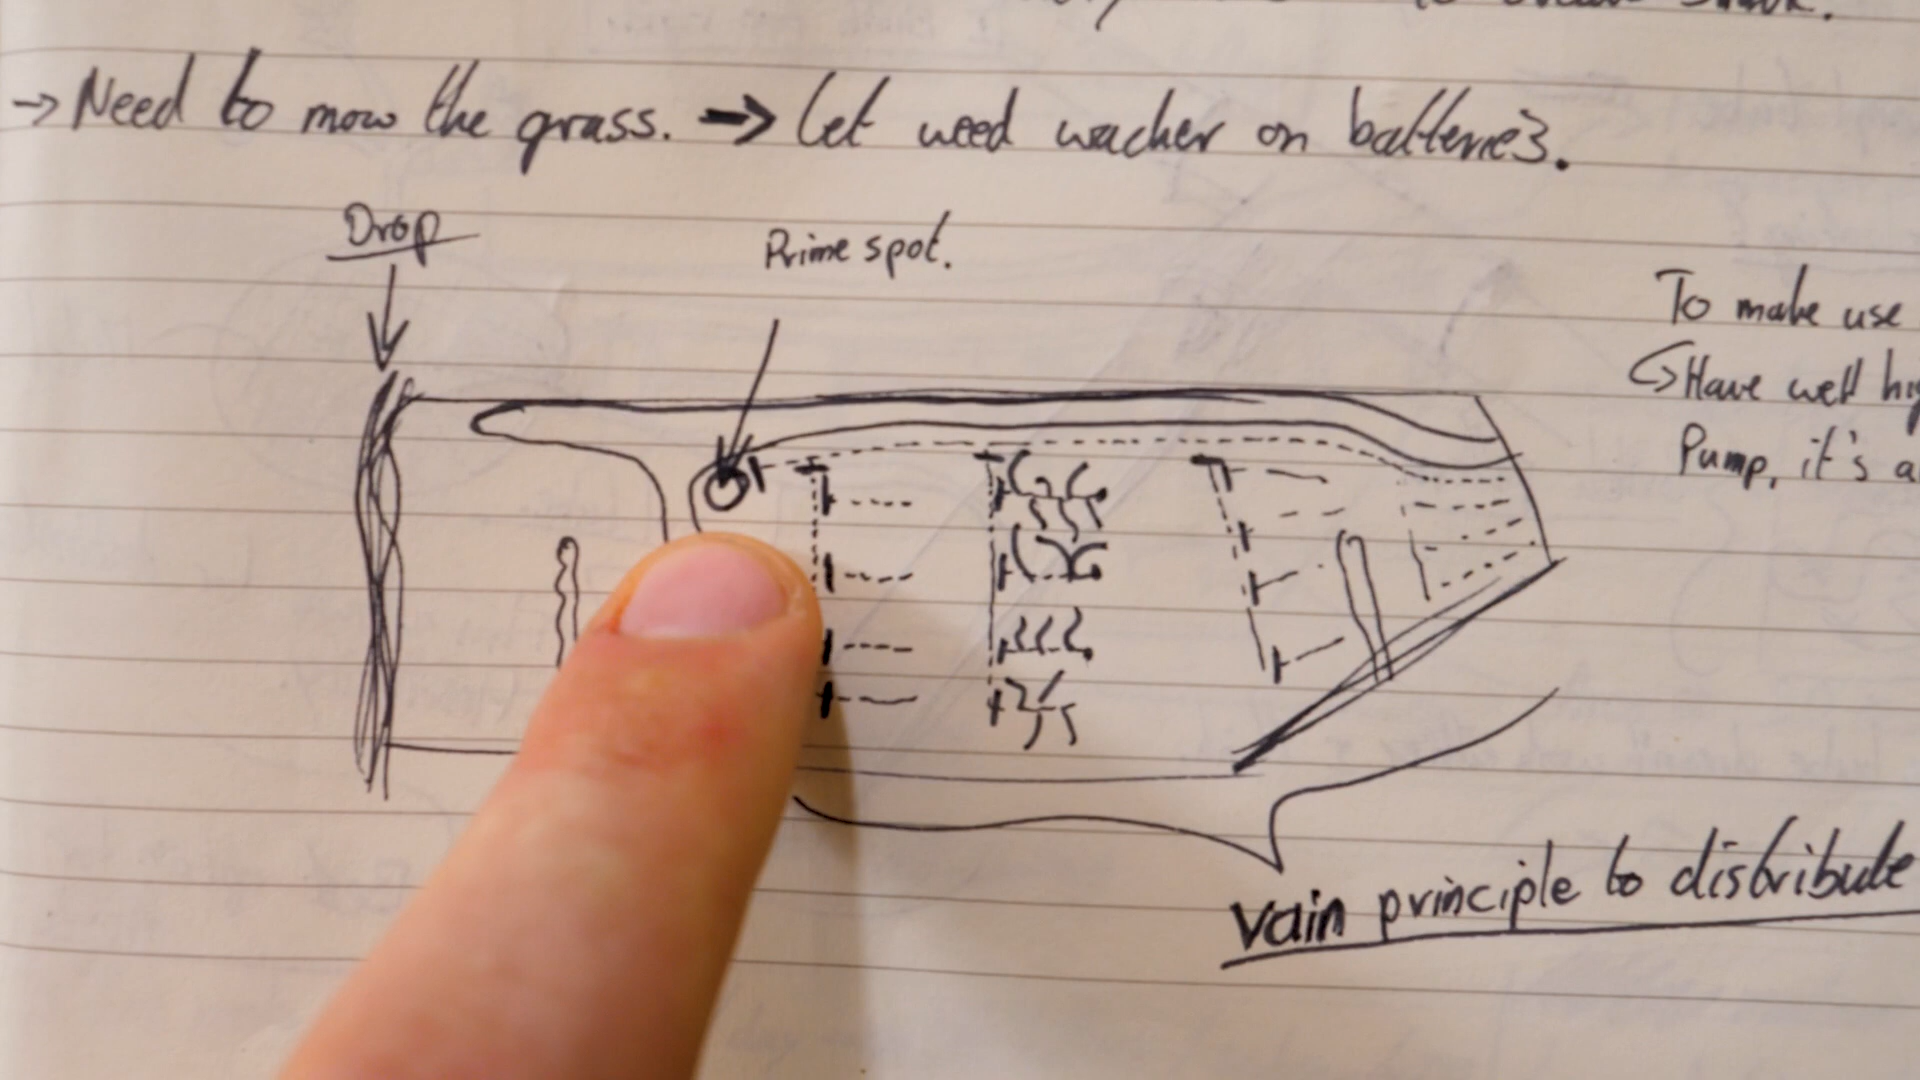 → Need to mow the grass. → Get weed wacker on batteries.
Drop
Prime spot.
To make use
↳ Have well
Pump, it's a
vain principle to distribute